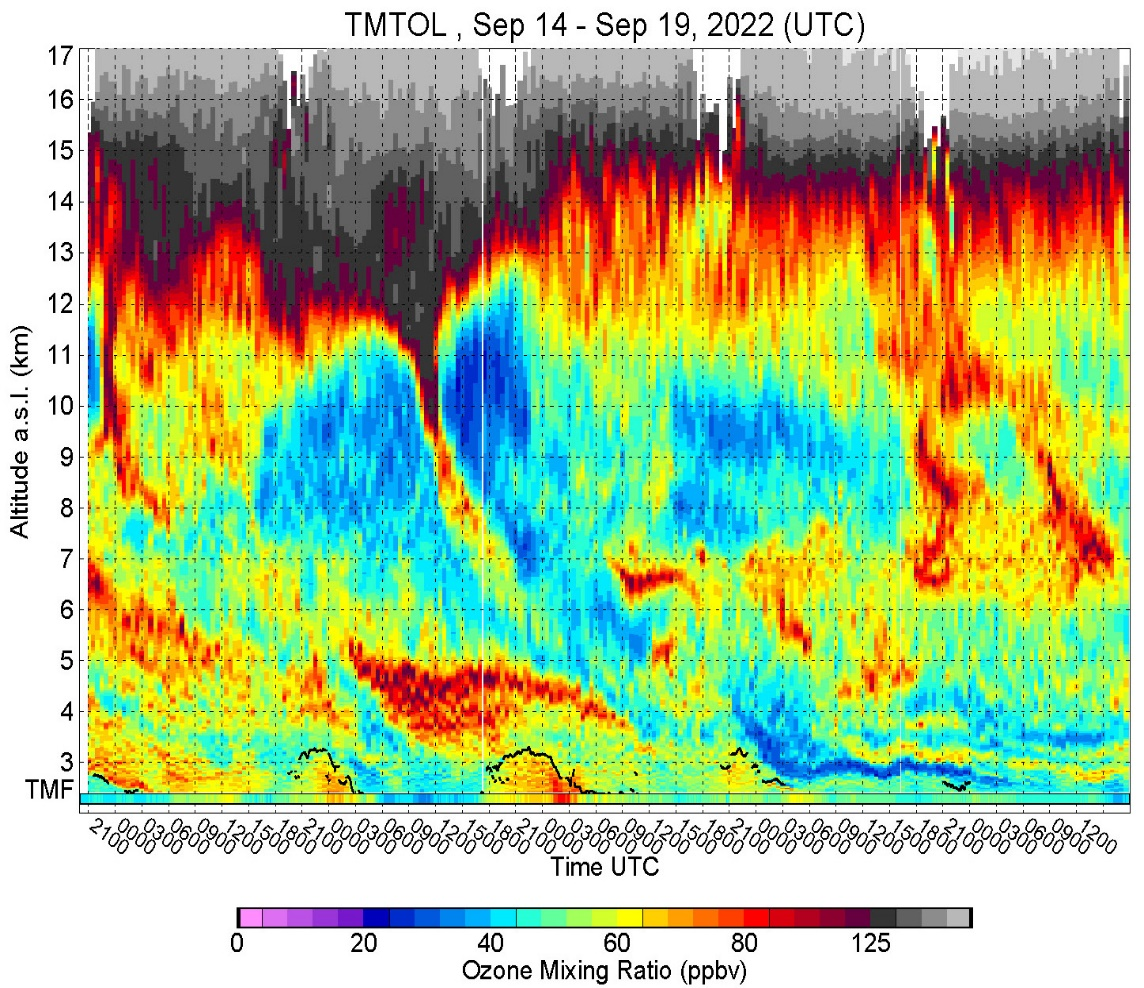 TMTOL , Sep 14 - Sep 19, 2022 (UTC)
17
16
15
14
13
12
11
10
9
8
7
6
5
4
3
TMF
Altitude a.s.l. (km)
2100 0000 0300 0600 0900 1200 1500 1800 2100 0000 0300 0600 0900 1200 1500 1800 2100 0000 0300 0600 0900 1200 1500 1800 2100 0000 0300 0600 0900 1200 1500 1800 2100 0000 0300 0600 0900 1200
Time UTC
0 20 40 60 80 125
Ozone Mixing Ratio (ppbv)